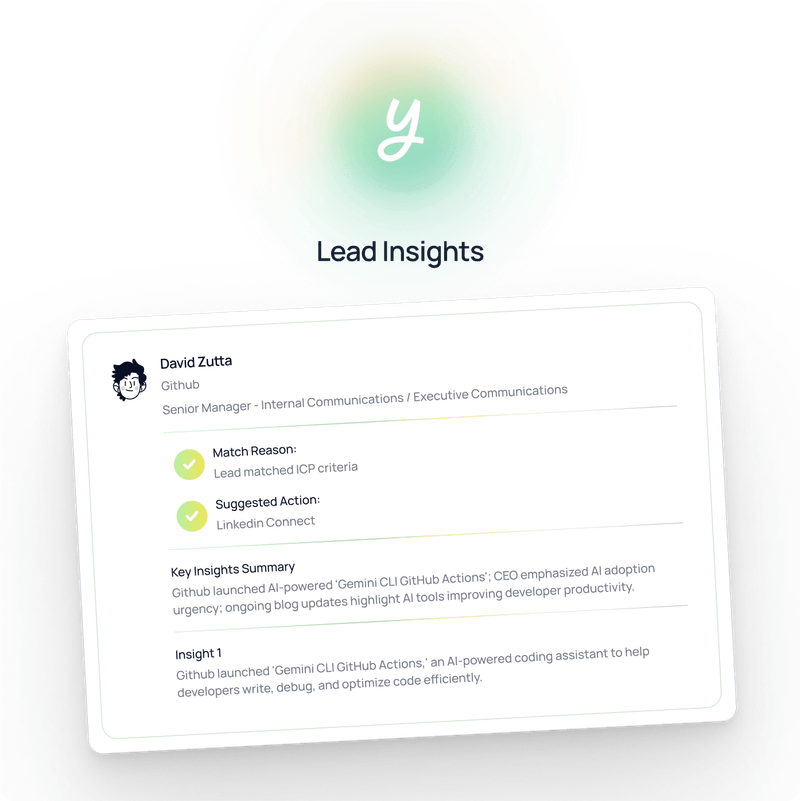 y
Lead Insights
David Zutta
Github
Senior Manager - Internal Communications / Executive Communications
Match Reason:
Lead matched ICP criteria
Suggested Action:
Linkedin Connect
Key Insights Summary
Github launched AI-powered 'Gemini CLI GitHub Actions'; CEO emphasized AI adoption
urgency; ongoing blog updates highlight AI tools improving developer productivity.
Insight 1
Github launched 'Gemini CLI GitHub Actions,' an AI-powered coding assistant to help
developers write, debug, and optimize code efficiently.